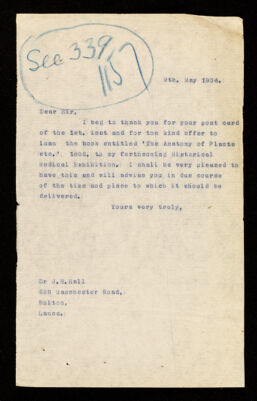 See 339
1157
9th. May 1904.
Dear Sir,
I beg to thank you for your post card
of the 1st. inst and for the kind offer to
loan the book entitled "The Anatomy of Plants
etc.". 1682, to my forthcoming Historical
Medical Exhibition. I shall be very pleased to
have this and will advise you in due course
of the time and place to which it should be
delivered.
Yours very truly,
Dr J.H.Hall
Manchester Road,
Bolton.
Lancs.